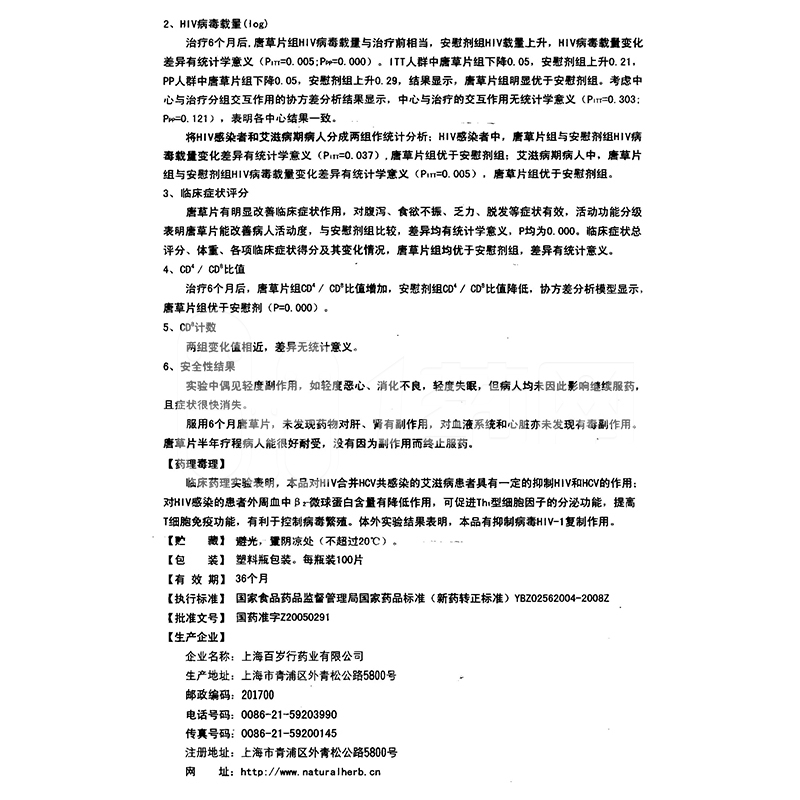 2、HIV病毒载量(log)
治疗6个月后,唐草片组HIV病毒载量与治疗前相当，安慰剂组HIV载量上升，HIV病毒载量变化
差异有统计学意义（PITT=0.005;PPP=0.000）。ITT人群中唐草片组下降0.05，安慰剂组上升0.21，
PP人群中唐草片组下降0.05，安慰剂组上升0.29，结果显示，唐草片组明显优于安慰剂组。考虑中
心与治疗分组交互作用的协方差分析结果显示，中心与治疗的交互作用无统计学意义（PITT=0.303;
PPP=0.121），表明各中心结果一致。
将HIV感染者和艾滋病期病人分成两组作统计分析：HIV感染者中，唐草片组与安慰剂组HIV病
毒载量变化差异有统计学意义（PITT=0.037）,唐草片组优于安慰剂组；艾滋病期病人中，唐草片
组与安慰剂组HIV病毒载量变化差异有统计学意义（PITT=0.005），唐草片组优于安慰剂组。
3、临床症状评分
唐草片有明显改善临床症状作用，对腹泻、食欲不振、乏力、脱发等症状有效，活动功能分级
表明唐草片能改善病人活动度，与安慰剂组比较，差异均有统计学意义，P均为0.000。临床症状总
评分、体重、各项临床症状得分及其变化情况，唐草片组均优于安慰剂组，差异有统计意义。
4、CD4 / CD8比值
治疗6个月后，唐草片组CD4 / CD8比值增加，安慰剂组CD4 / CD8比值降低，协方差分析模型显示，
唐草片组优于安慰剂（P=0.000）。
5、CD8计数
两组变化值相近，差异无统计意义。
6、安全性结果
实验中偶见轻度副作用，如轻度恶心、消化不良，轻度失眠，但病人均未因此影响继续服药，
且症状很快消失。
服用6个月唐草片，未发现药物对肝、肾有副作用，对血液系统和心脏亦未发现有毒副作用。
唐草片半年疗程病人能很好耐受，没有因为副作用而终止服药。
【药理毒理】
临床药理实验表明，本品对HIV合并HCV共感染的艾滋病患者具有一定的抑制HIV和HCV的作用；
对HIV感染的患者外周血中β2-微球蛋白含量有降低作用，可促进Th1型细胞因子的分泌功能，提高
T细胞免疫功能，有利于控制病毒繁殖。体外实验结果表明，本品有抑制病毒HIV-1复制作用。
【贮 藏】 避光，置阴凉处（不超过20℃）。
【包 装】 塑料瓶包装。每瓶装100片
【有 效 期】 36个月
【执行标准】 国家食品药品监督管理局国家药品标准（新药转正标准）YBZ02562004-2008Z
【批准文号】 国药准字Z20050291
【生产企业】
企业名称：上海百岁行药业有限公司
生产地址：上海市青浦区外青松公路5800号
邮政编码：201700
电话号码：0086-21-59203990
传真号码：0086-21-59200145
注册地址：上海市青浦区外青松公路5800号
网 址：http://www.naturalherb.cn